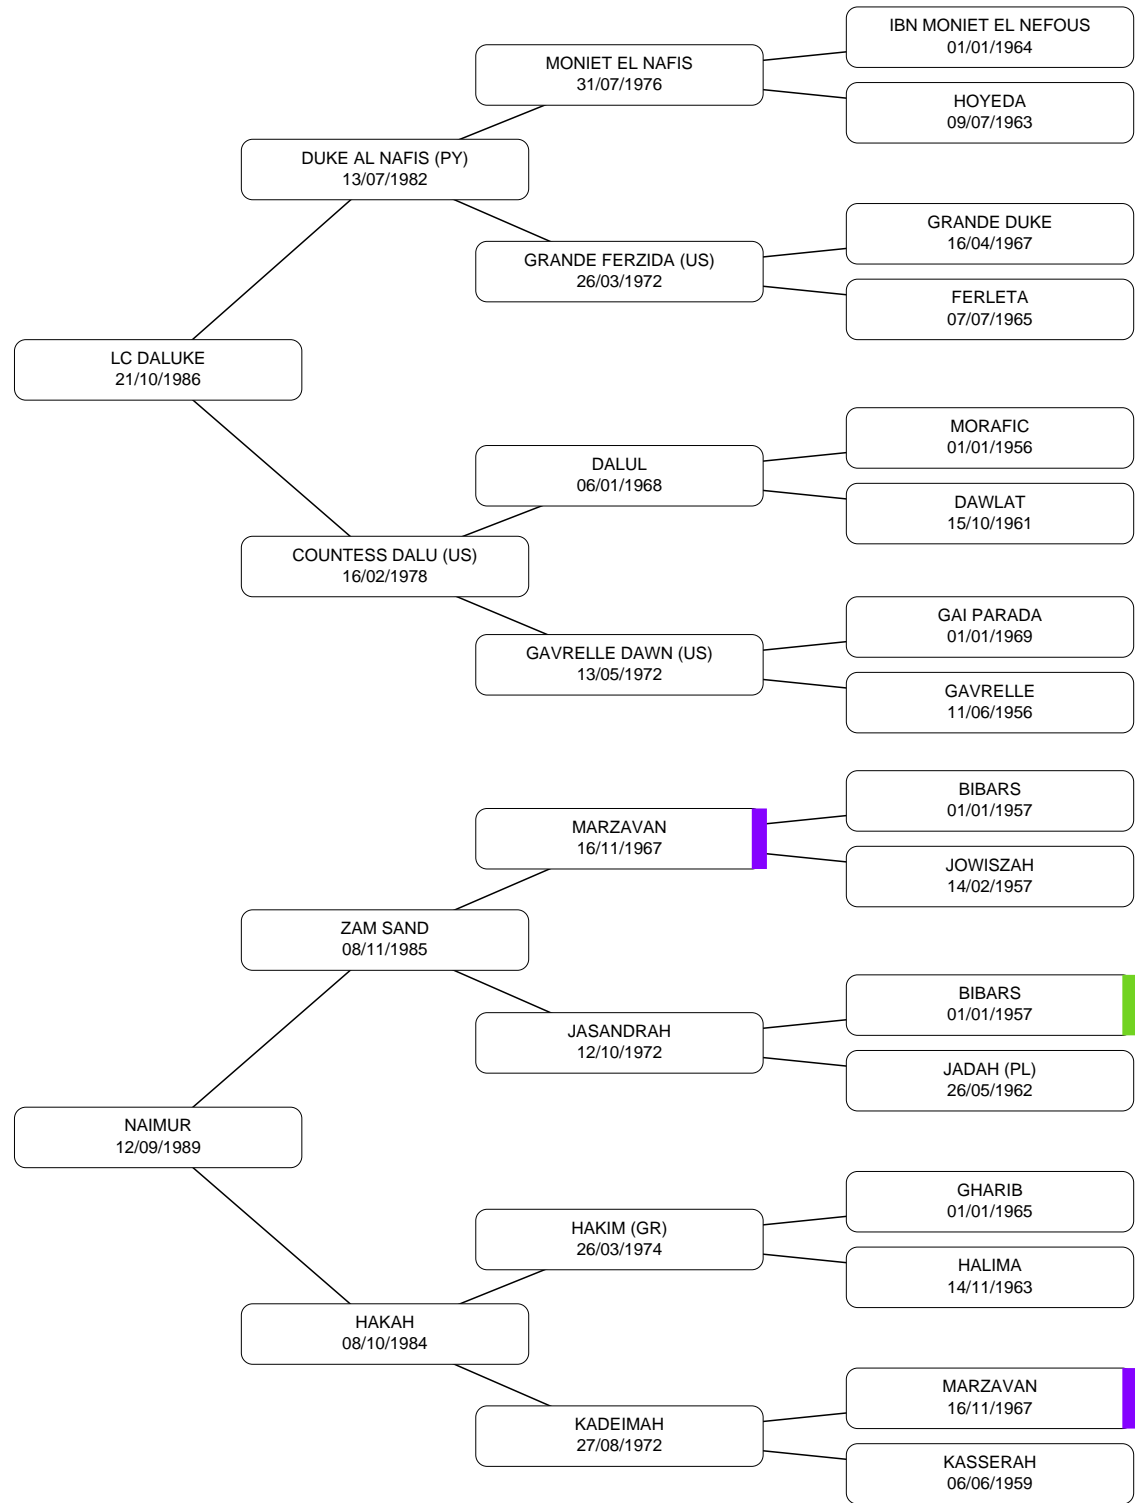 IBN MONIET EL NEFOUS
01/01/1964
MONIET EL NAFIS
31/07/1976
HOYEDA
09/07/1963
DUKE AL NAFIS (PY)
13/07/1982
GRANDE DUKE
16/04/1967
GRANDE FERZIDA (US)
26/03/1972
FERLETA
07/07/1965
LC DALUKE
21/10/1986
MORAFIC
01/01/1956
DALUL
06/01/1968
DAWLAT
15/10/1961
COUNTESS DALU (US)
16/02/1978
GAI PARADA
01/01/1969
GAVRELLE DAWN (US)
13/05/1972
GAVRELLE
11/06/1956
BIBARS
01/01/1957
MARZAVAN
16/11/1967
JOWISZAH
14/02/1957
ZAM SAND
08/11/1985
BIBARS
01/01/1957
JASANDRAH
12/10/1972
JADAH (PL)
26/05/1962
NAIMUR
12/09/1989
GHARIB
01/01/1965
HAKIM (GR)
26/03/1974
HALIMA
14/11/1963
HAKAH
08/10/1984
MARZAVAN
16/11/1967
KADEIMAH
27/08/1972
KASSERAH
06/06/1959